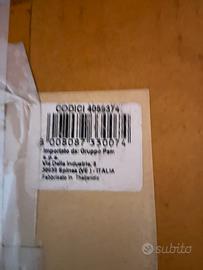 CODICI 4055374
8 008087 330074
Importato da: Gruppo Pam
s.p.a.
Via Delle Industrie, 8
30038 Spinea (VE) - ITALIA
Fabbricato in Thailandia
subito